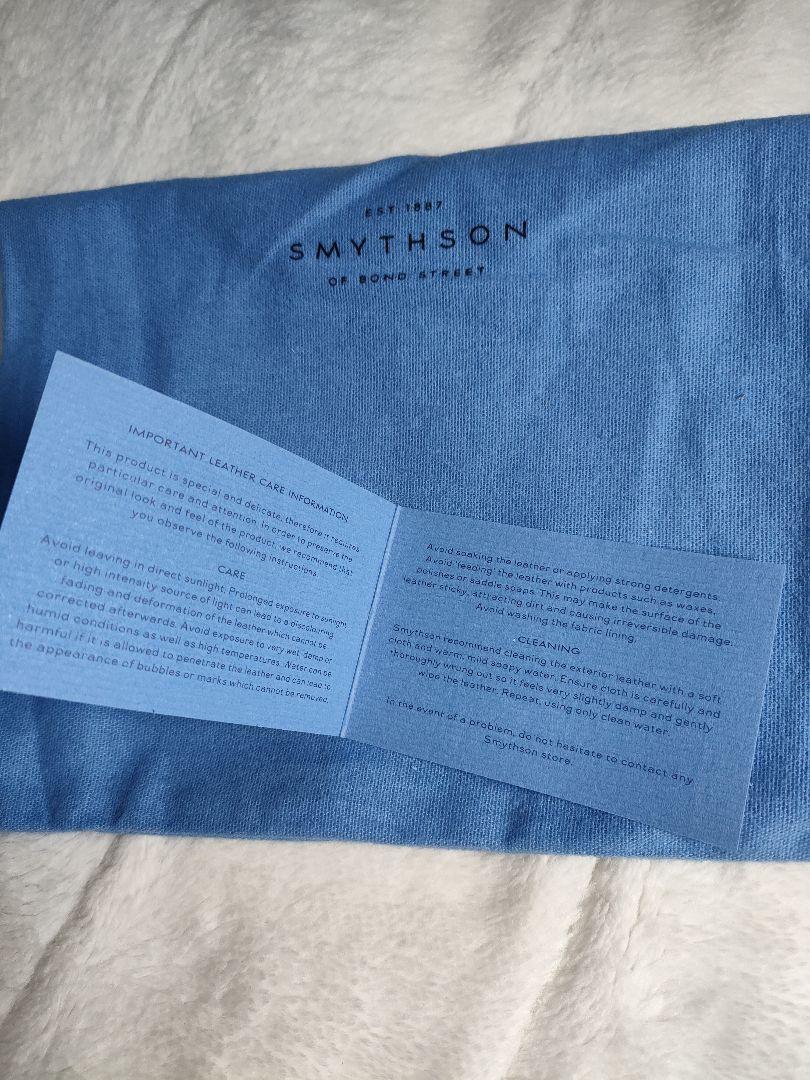 EST 1887
SMYTHSON
OF BOND STREET
IMPORTANT LEATHER CARE INFORMATION
This product is special and delicate, therefore it requires
particular care and attention. In order to preserve the
original look and feel of the product, we recommend that
you observe the following instructions.
CARE
Avoid leaving in direct sunlight. Prolonged exposure to sunlight
or high intensity source of light can lead to a discolouring
fading and deformation of the leather which cannot be
corrected afterwards. Avoid exposure to very wet, damp or
humid conditions as well as high temperatures. Water can be
harmful if it is allowed to penetrate the leather and can lead to
the appearance of bubbles or marks which cannot be removed.
Avoid soaking the leather or applying strong detergents.
Avoid 'feeding' the leather with products such as waxes,
polishes or saddle soaps. This may make the surface of the
leather sticky, attracting dirt and causing irreversible damage.
Avoid washing the fabric lining.
CLEANING
Smythson recommend cleaning the exterior leather with a soft
cloth and warm, mild soapy water. Ensure cloth is carefully and
thoroughly wrung out so it feels very slightly damp and gently
wipe the leather. Repeat, using only clean water.
In the event of a problem, do not hesitate to contact any
Smythson store.